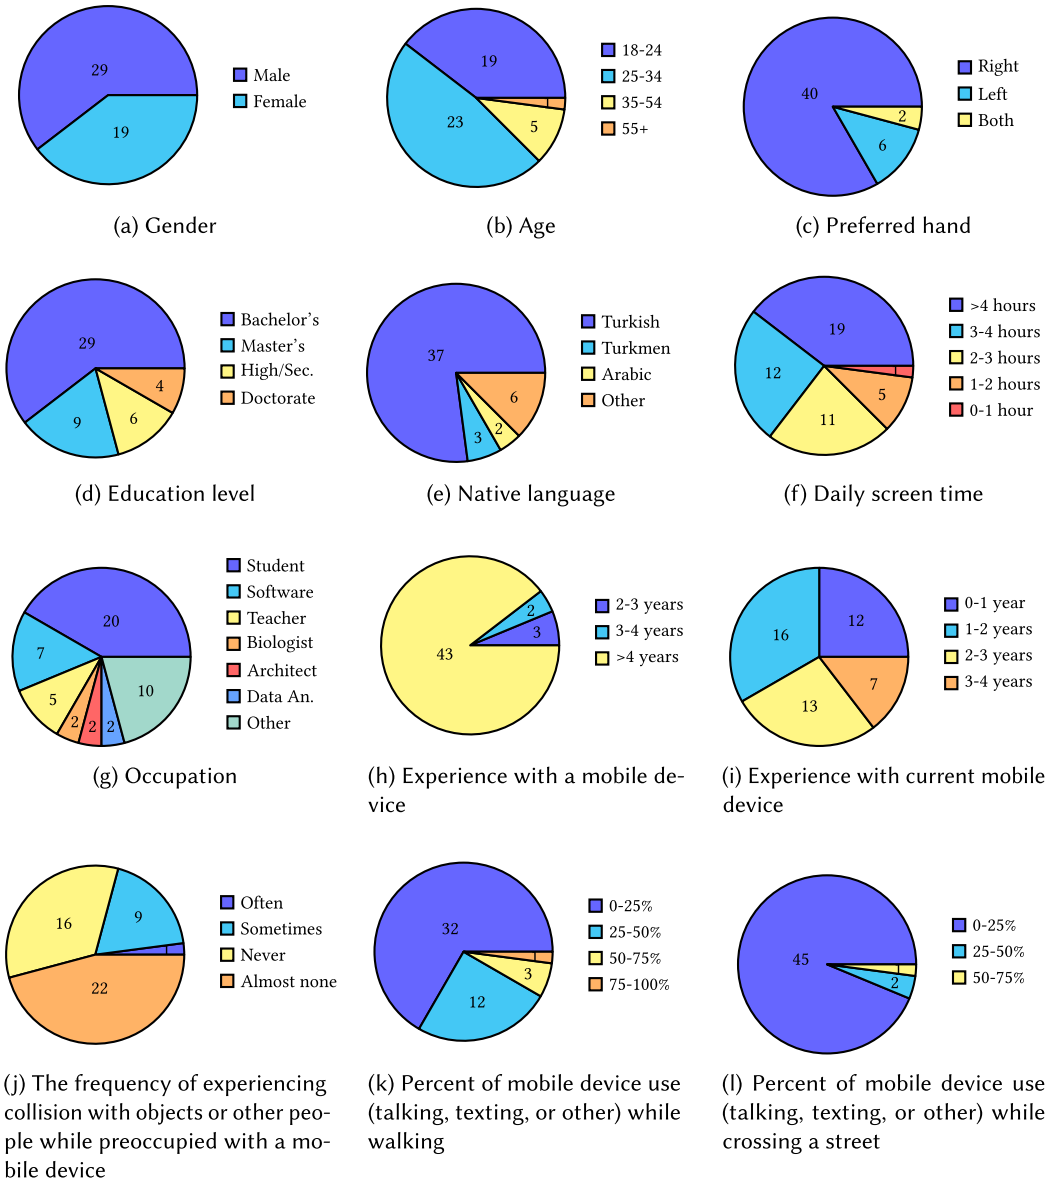 29
19
Male
Female
(a) Gender
19
23
5
1
18-24
25-34
35-54
55+
(b) Age
40
6
2
Right
Left
Both
(c) Preferred hand
29
9
6
4
Bachelor's
Master's
High/Sec.
Doctorate
(d) Education level
37
3
2
6
Turkish
Turkmen
Arabic
Other
(e) Native language
19
12
11
5
1
>4 hours
3-4 hours
2-3 hours
1-2 hours
0-1 hour
(f) Daily screen time
20
7
5
2
2
2
10
Student
Software
Teacher
Biologist
Architect
Data An.
Other
(g) Occupation
43
2
3
2-3 years
3-4 years
>4 years
(h) Experience with a mobile de-
vice
12
16
13
7
0-1 year
1-2 years
2-3 years
3-4 years
(i) Experience with current mobile
device
16
9
1
22
Often
Sometimes
Never
Almost none
(j) The frequency of experiencing
collision with objects or other peo-
ple while preoccupied with a mo-
bile device
32
12
3
1
0-25%
25-50%
50-75%
75-100%
(k) Percent of mobile device use
(talking, texting, or other) while
walking
45
2
1
0-25%
25-50%
50-75%
(l) Percent of mobile device use
(talking, texting, or other) while
crossing a street